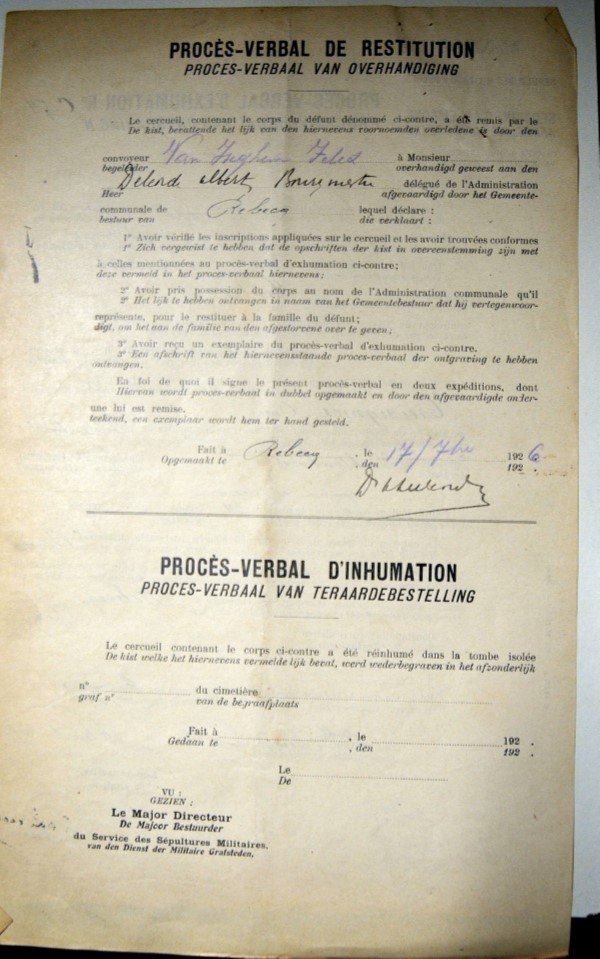 PROCÈS-VERBAL DE RESTITUTION
PROCES-VERBAAL VAN OVERHANDIGING
Le cercueil, contenant le corps du défunt dénommé ci-contre, a été remis par le
De kist, bevattende het lijk van den hiernevens voornoemden overledene is door den
convoyeur Van à Monsieur
begeleider overhandigd geweest aan den
Albert Bourgmestre délégué de l'Administration
Heer afgevaardigd door het Gemeente-
communale de Rebecq lequel déclare :
bestuur van die verklaart :
1° Avoir vérifié les inscriptions appliquées sur le cercueil et les avoir trouvées conformes
1° Zich vergewist te hebben dat de opschriften der kist in overeenstemming zijn met
à celles mentionnées au procès-verbal d'exhumation ci-contre;
deze vermeld in het proces-verbaal hiernevens;
2° Avoir pris possession du corps au nom de l'Administration communale qu'il
2° Het lijk te hebben ontvangen in naam van het Gemeentebestuur dat hij vertegenwoor-
représente, pour le restituer à la famille du défunt;
digt, om het aan de familie van den afgestorvene over te geven;
3° Avoir reçu un exemplaire du procès-verbal d'exhumation ci-contre.
3° Een afschrift van het hiernevensstaande proces-verbaal der ontgraving te hebben
ontvangen.
En foi de quoi il signe le présent procès-verbal en deux expéditions, dont
Hiervan wordt proces-verbaal in dubbel opgemaakt en door den afgevaardigde onder-
une lui est remise.
teekend, een exemplaar wordt hem ter hand gesteld.
Fait à Rebecq , le 17/7bre 1926
Opgemaakt te , den 192 .
PROCÈS-VERBAL D'INHUMATION
PROCES-VERBAAL VAN TERAARDEBESTELLING
Le cercueil contenant le corps ci-contre a été réinhumé dans la tombe isolée
De kist welke het hiernevens vermelde lijk bevat, werd wederbegraven in het afzonderlijk
n° du cimetière
graf n° van de begraafplaats
Fait à , le 192 .
Gedaan te , den 192 .
Le
De
VU :
GEZIEN :
Le Major Directeur
De Majoor Bestuurder
du Service des Sépultures Militaires,
van den Dienst der Militaire Grafsteden,